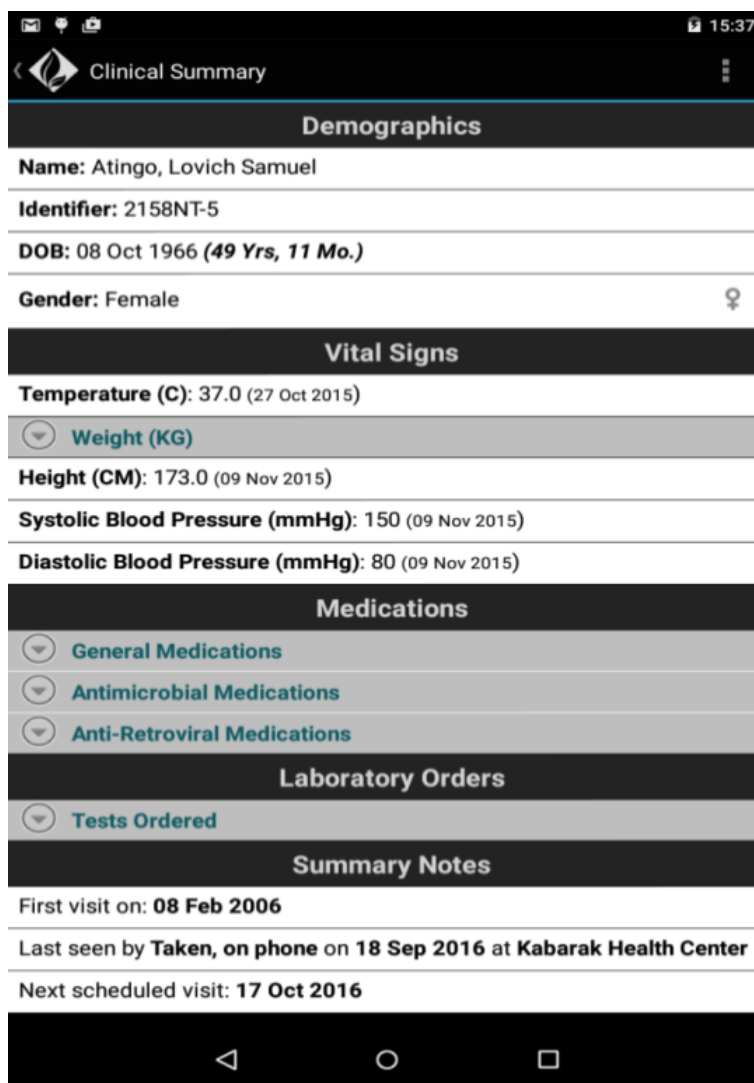 15:37
Clinical Summary
Demographics
Name: Atingo, Lovich Samuel
Identifier: 2158NT-5
DOB: 08 Oct 1966 (49 Yrs, 11 Mo.)
Gender: Female
Vital Signs
Temperature (C): 37.0 (27 Oct 2015)
Weight (KG)
Height (CM): 173.0 (09 Nov 2015)
Systolic Blood Pressure (mmHg): 150 (09 Nov 2015)
Diastolic Blood Pressure (mmHg): 80 (09 Nov 2015)
Medications
General Medications
Antimicrobial Medications
Anti-Retroviral Medications
Laboratory Orders
Tests Ordered
Summary Notes
First visit on: 08 Feb 2006
Last seen by Taken, on phone on 18 Sep 2016 at Kabarak Health Center
Next scheduled visit: 17 Oct 2016